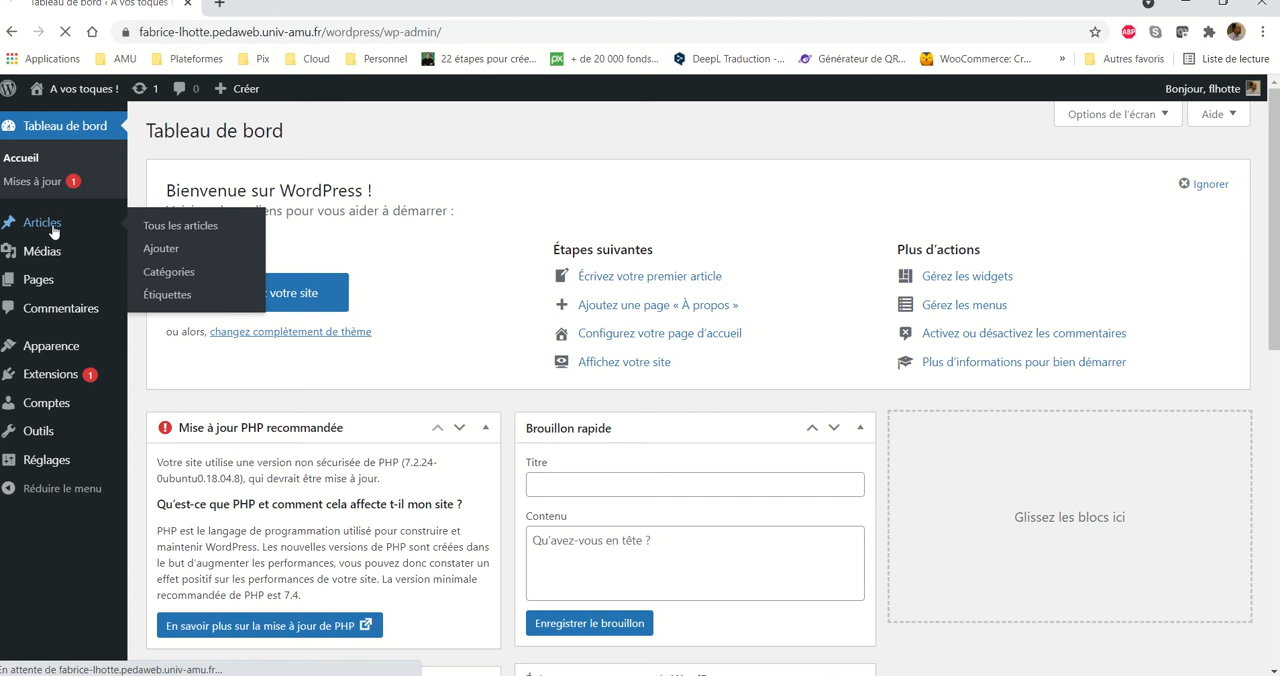 Tableau de bord ‹ A vos toques !
fabrice-lhotte.pedaweb.univ-amu.fr/wordpress/wp-admin/
ABP
Applications
AMU
Plateformes
Pix
Cloud
Personnel
22 étapes pour crée...
+ de 20 000 fonds...
DeepL Traduction -...
Générateur de QR...
WooCommerce: Cr...
»
Autres favoris
Liste de lecture
A vos toques !
1
0
Créer
Bonjour, flhotte
Tableau de bord
Accueil
Mises à jour 1
Articles
Médias
Pages
Commentaires
Apparence
Extensions 1
Comptes
Outils
Réglages
Réduire le menu
Tous les articles
Ajouter
Catégories
Étiquettes
Tableau de bord
Options de l'écran
Aide
Bienvenue sur WordPress !
ens pour vous aider à démarrer :
Ignorer
votre site
ou alors, changez complètement de thème
Étapes suivantes
Écrivez votre premier article
Ajoutez une page « À propos »
Configurez votre page d'accueil
Affichez votre site
Plus d'actions
Gérez les widgets
Gérez les menus
Activez ou désactivez les commentaires
Plus d'informations pour bien démarrer
Mise à jour PHP recommandée
Votre site utilise une version non sécurisée de PHP (7.2.24-
0ubuntu0.18.04.8), qui devrait être mise à jour.
Qu'est-ce que PHP et comment cela affecte t-il mon site ?
PHP est le langage de programmation utilisé pour construire et
maintenir WordPress. Les nouvelles versions de PHP sont créées dans
le but d'augmenter les performances, vous pouvez donc constater un
effet positif sur les performances de votre site. La version minimale
recommandée de PHP est 7.4.
En savoir plus sur la mise à jour de PHP
Brouillon rapide
Titre
Contenu
Qu'avez-vous en tête ?
Enregistrer le brouillon
Glissez les blocs ici
En attente de fabrice-lhotte.pedaweb.univ-amu.fr...